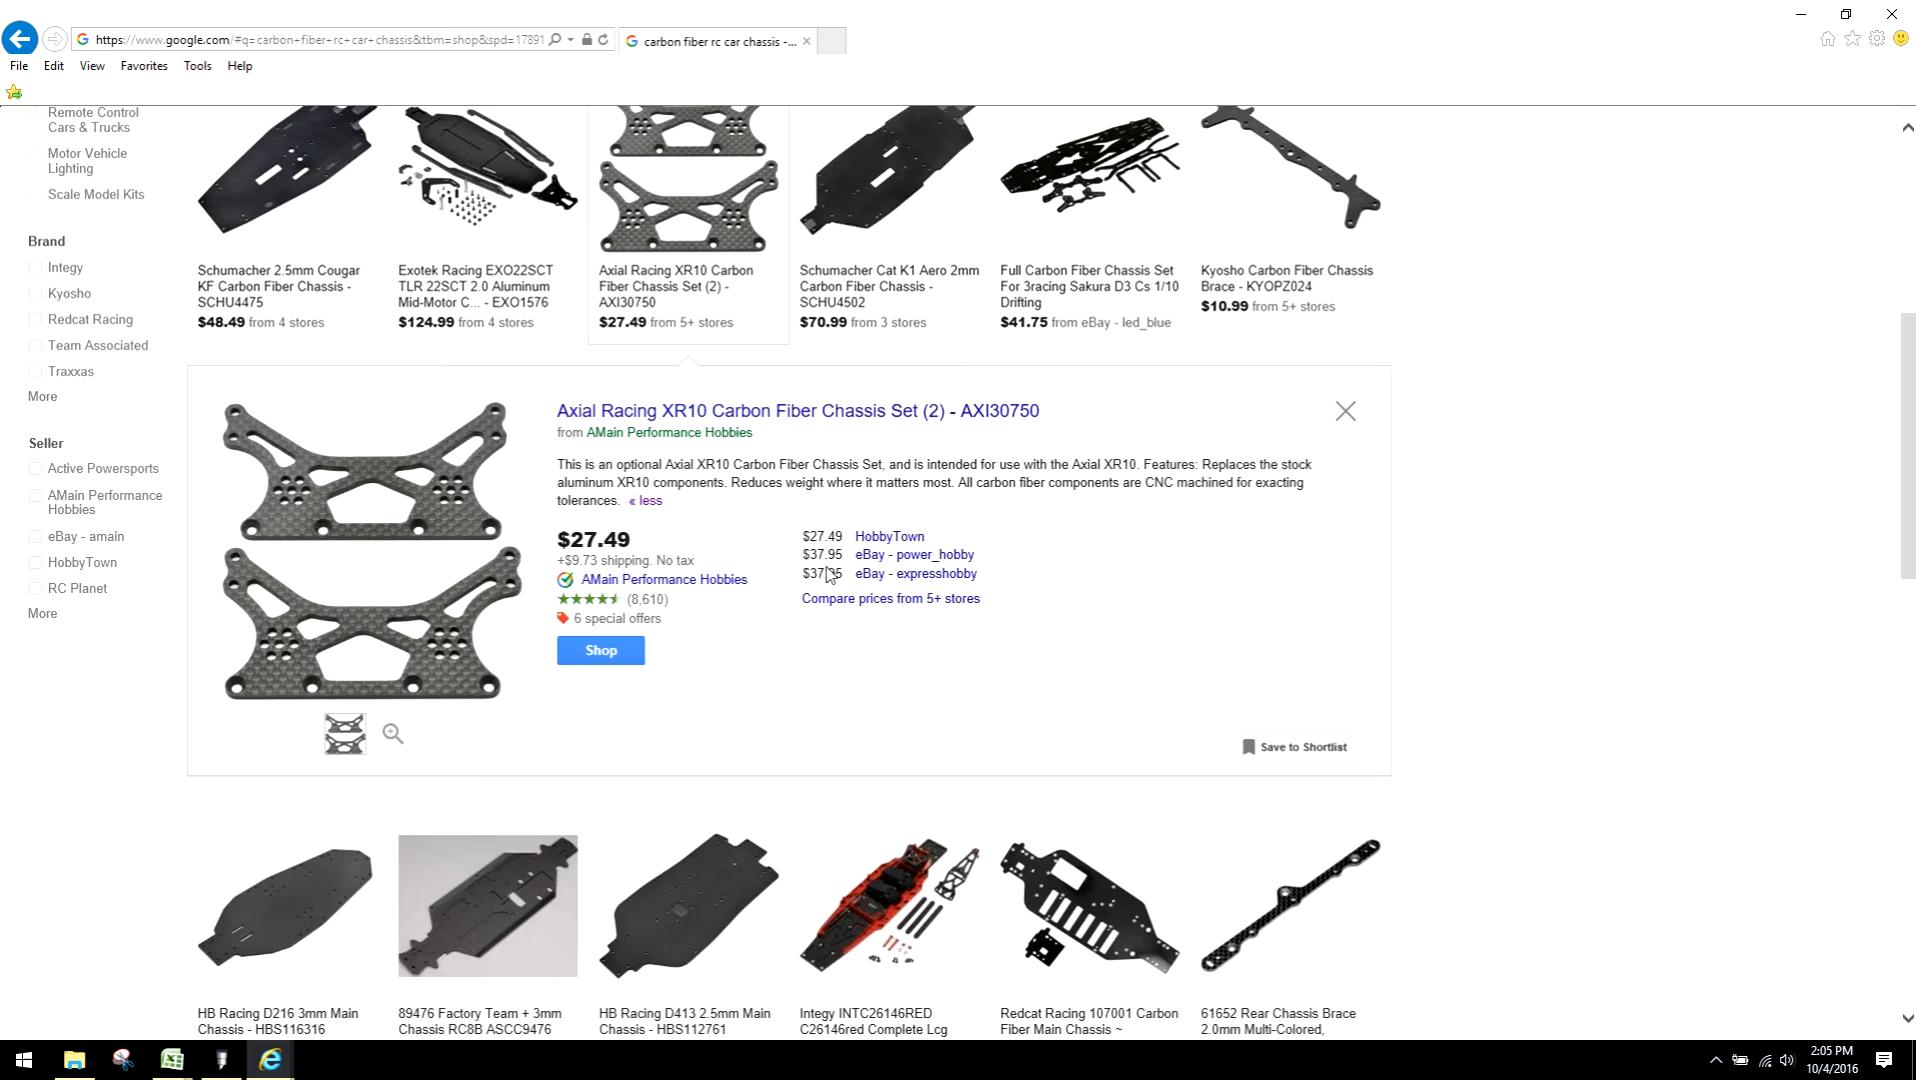 https://www.google.com/#q=carbon+fiber+rc+car+chassis&tbm=shop&spd=17891
carbon fiber rc car chassis -...
File Edit View Favorites Tools Help
Remote Control
Cars & Trucks
Motor Vehicle
Lighting
Scale Model Kits
Brand
Integy
Kyosho
Redcat Racing
Team Associated
Traxxas
More
Seller
Active Powersports
AMain Performance
Hobbies
eBay - amain
HobbyTown
RC Planet
More
Schumacher 2.5mm Cougar
KF Carbon Fiber Chassis -
SCHU4475
$48.49 from 4 stores
Exotek Racing EXO22SCT
TLR 22SCT 2.0 Aluminum
Mid-Motor C... - EXO1576
$124.99 from 4 stores
Axial Racing XR10 Carbon
Fiber Chassis Set (2) -
AXI30750
$27.49 from 5+ stores
Schumacher Cat K1 Aero 2mm
Carbon Fiber Chassis -
SCHU4502
$70.99 from 3 stores
Full Carbon Fiber Chassis Set
For 3racing Sakura D3 Cs 1/10
Drifting
$41.75 from eBay - led_blue
Kyosho Carbon Fiber Chassis
Brace - KYOPZ024
$10.99 from 5+ stores
Axial Racing XR10 Carbon Fiber Chassis Set (2) - AXI30750
from AMain Performance Hobbies
This is an optional Axial XR10 Carbon Fiber Chassis Set, and is intended for use with the Axial XR10. Features: Replaces the stock
aluminum XR10 components. Reduces weight where it matters most. All carbon fiber components are CNC machined for exacting
tolerances. « less
$27.49
+$9.73 shipping. No tax
AMain Performance Hobbies
(8,610)
6 special offers
Shop
$27.49 HobbyTown
$37.95 eBay - power_hobby
eBay - expresshobby
Compare prices from 5+ stores
Save to Shortlist
HB Racing D216 3mm Main
Chassis - HBS116316
89476 Factory Team + 3mm
Chassis RC8B ASCC9476
HB Racing D413 2.5mm Main
Chassis - HBS112761
Integy INTC26146RED
C26146red Complete Lcg
Redcat Racing 107001 Carbon
Fiber Main Chassis ~
61652 Rear Chassis Brace
2.0mm Multi-Colored,
2:05 PM
10/4/2016